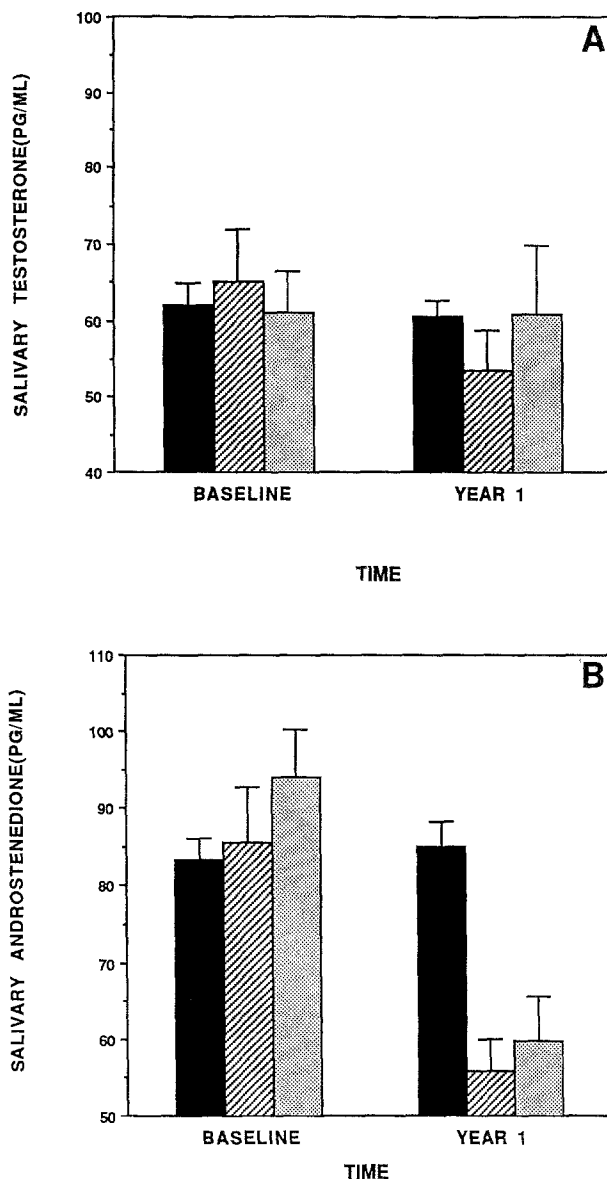 A
SALIVARY TESTOSTERONE(PG/ML)
100
90
80
70
60
50
40
BASELINE YEAR 1
TIME
B
SALIVARY ANDROSTENEDIONE(PG/ML)
110
100
90
80
70
60
50
BASELINE YEAR 1
TIME